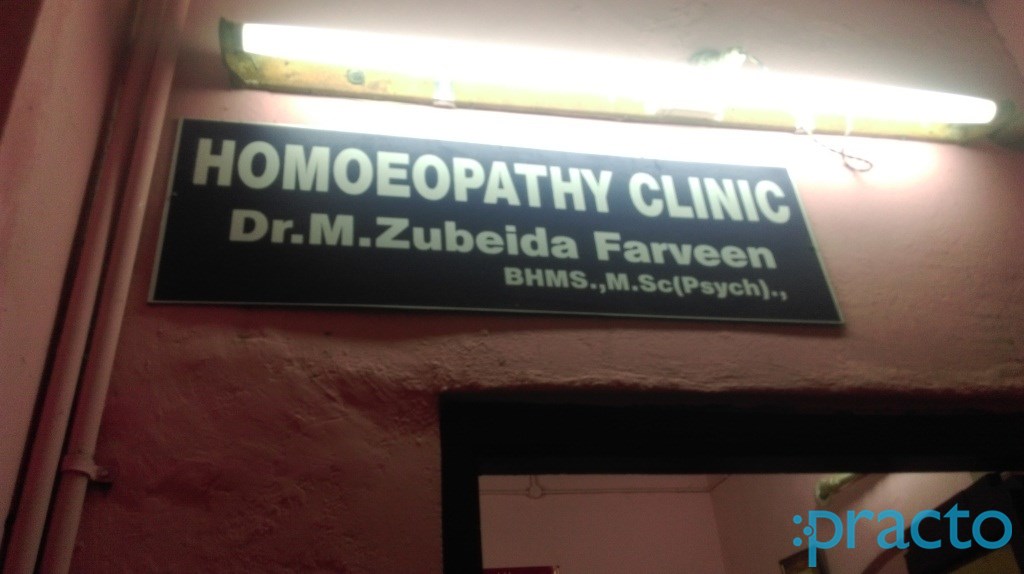 HOMOEOPATHY CLINIC
Dr.M.Zubeida Farveen
BHMS.,M.Sc(Psych).,
:practo